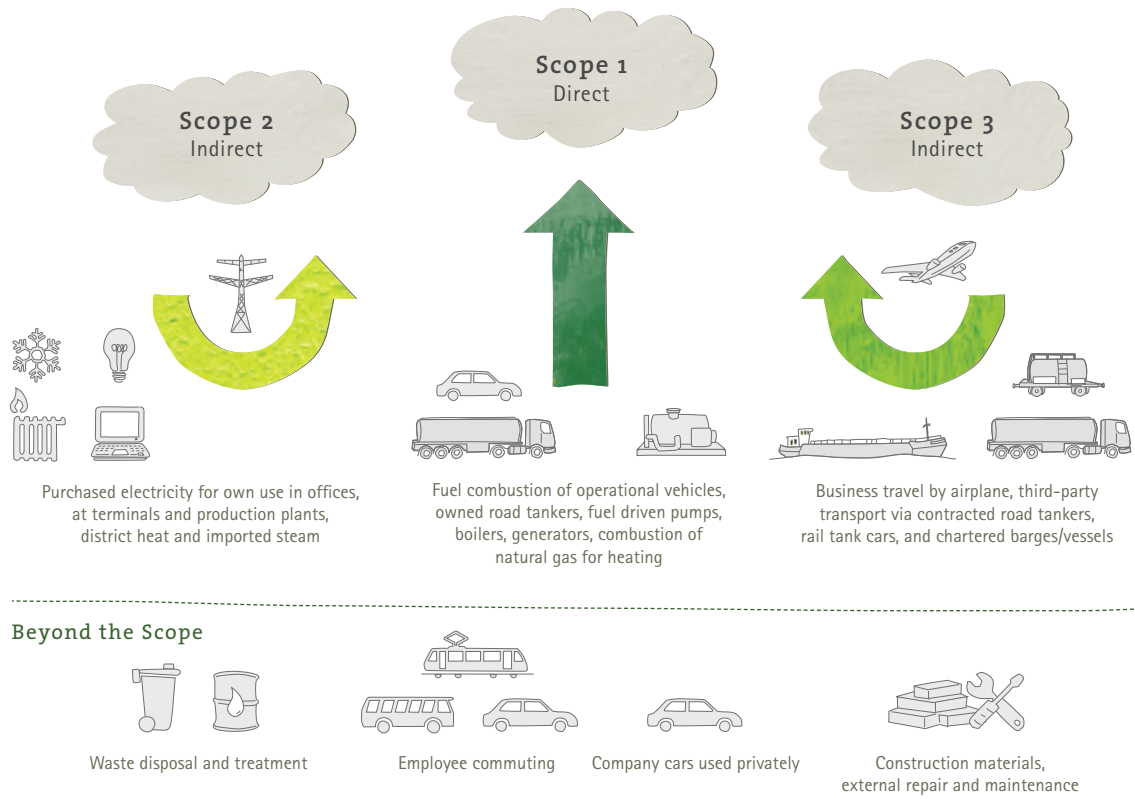 Scope 1
Direct
Scope 2
Indirect
Scope 3
Indirect
Purchased electricity for own use in offices,
at terminals and production plants,
district heat and imported steam
Fuel combustion of operational vehicles,
owned road tankers, fuel driven pumps,
boilers, generators, combustion of
natural gas for heating
Business travel by airplane, third-party
transport via contracted road tankers,
rail tank cars, and chartered barges/vessels
Beyond the Scope
Waste disposal and treatment
Employee commuting
Company cars used privately
Construction materials,
external repair and maintenance